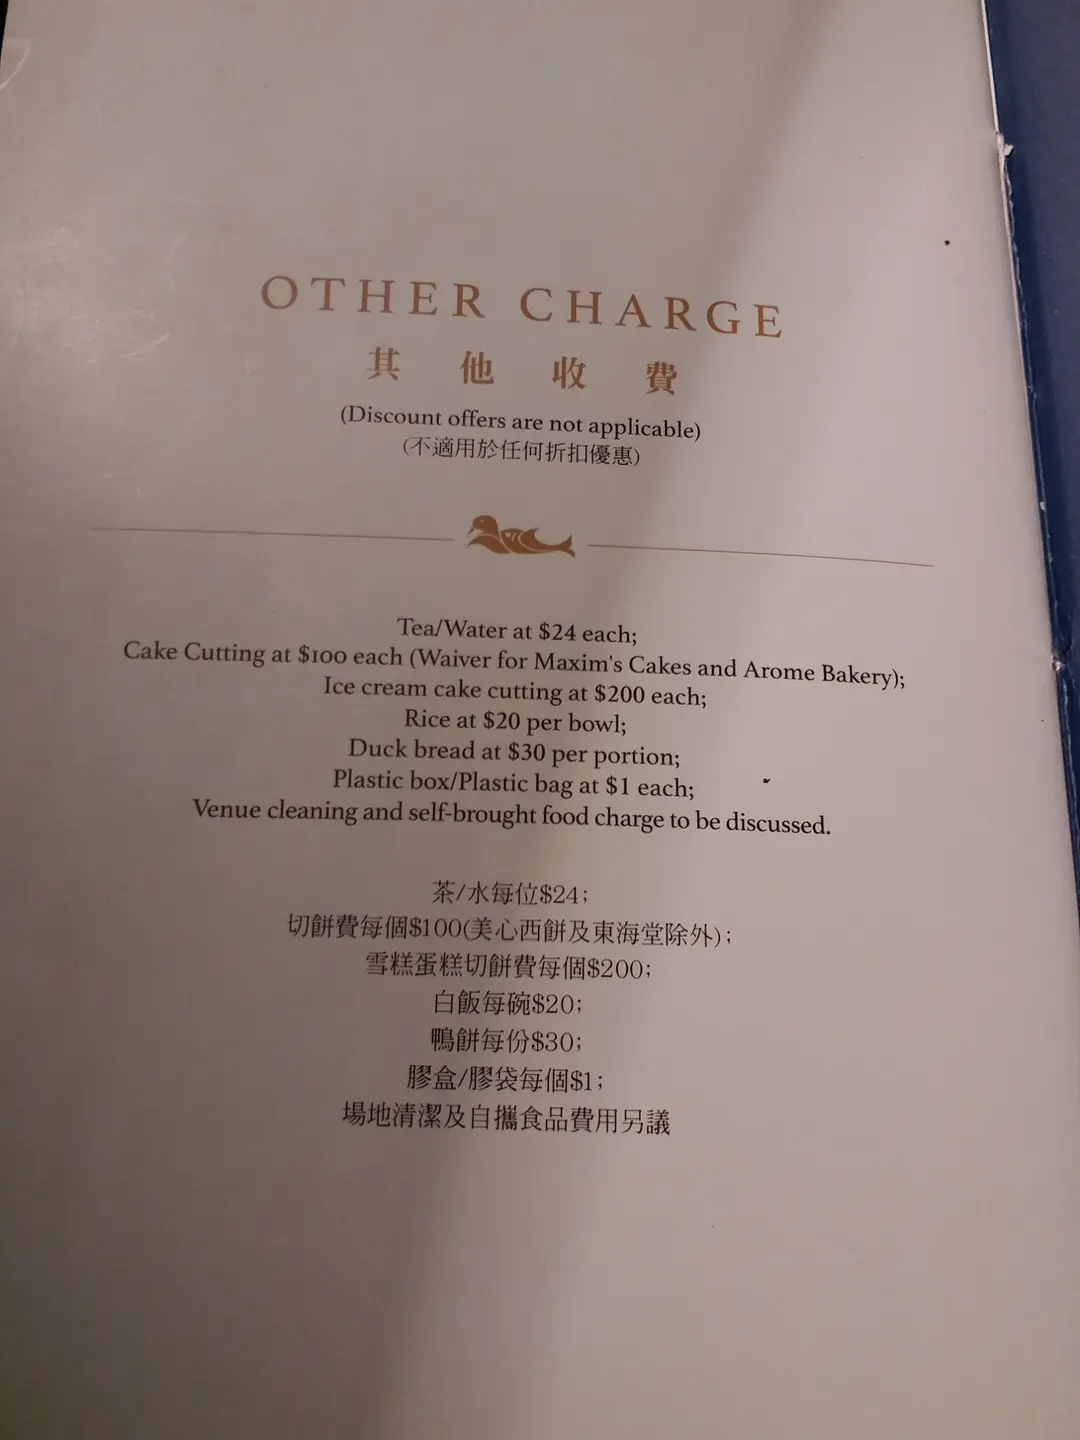 OTHER CHARGE
其他收費
(Discount offers are not applicable)
(不適用於任何折扣優惠)
Tea/Water at $24 each;
Cake Cutting at $100 each (Waiver for Maxim's Cakes and Arome Bakery);
Ice cream cake cutting at $200 each;
Rice at $20 per bowl;
Duck bread at $30 per portion;
Plastic box/Plastic bag at $1 each;
Venue cleaning and self-brought food charge to be discussed.
茶/水每位$24;
切餅費每個$100(美心西餅及東海堂除外);
雪糕蛋糕切餅費每個$200;
白飯每碗$20;
鴨餅每份$30;
膠盒/膠袋每個$1;
場地清潔及自攜食品費用另議